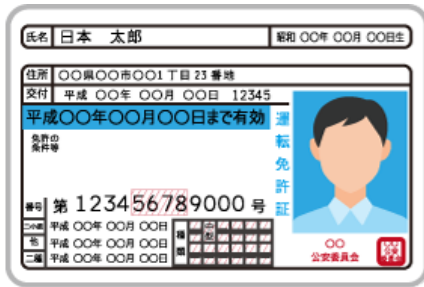 氏名 日本 太郎 昭和 〇〇年 〇〇月 〇〇日生
住所 〇〇県〇〇市〇〇1丁目 23 番地
交付 平成 〇〇年 〇〇月 〇〇日 12345
平成〇〇年〇〇月〇〇日まで有効
免許の
条件等
運転免許証
番号 第 123456789000 号
二小原 平成 〇〇年 〇〇月 〇〇日
他 平成 〇〇年 〇〇月 〇〇日
二種 平成 〇〇年 〇〇月 〇〇日
種類
中型
〇〇
公安委員会